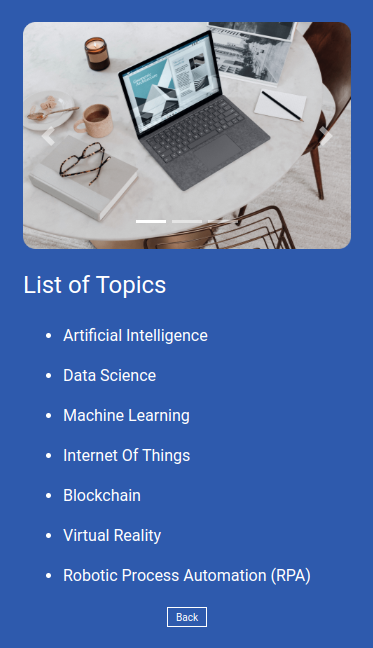 List of Topics
Artificial Intelligence
Data Science
Machine Learning
Internet Of Things
Blockchain
Virtual Reality
Robotic Process Automation (RPA)
Back